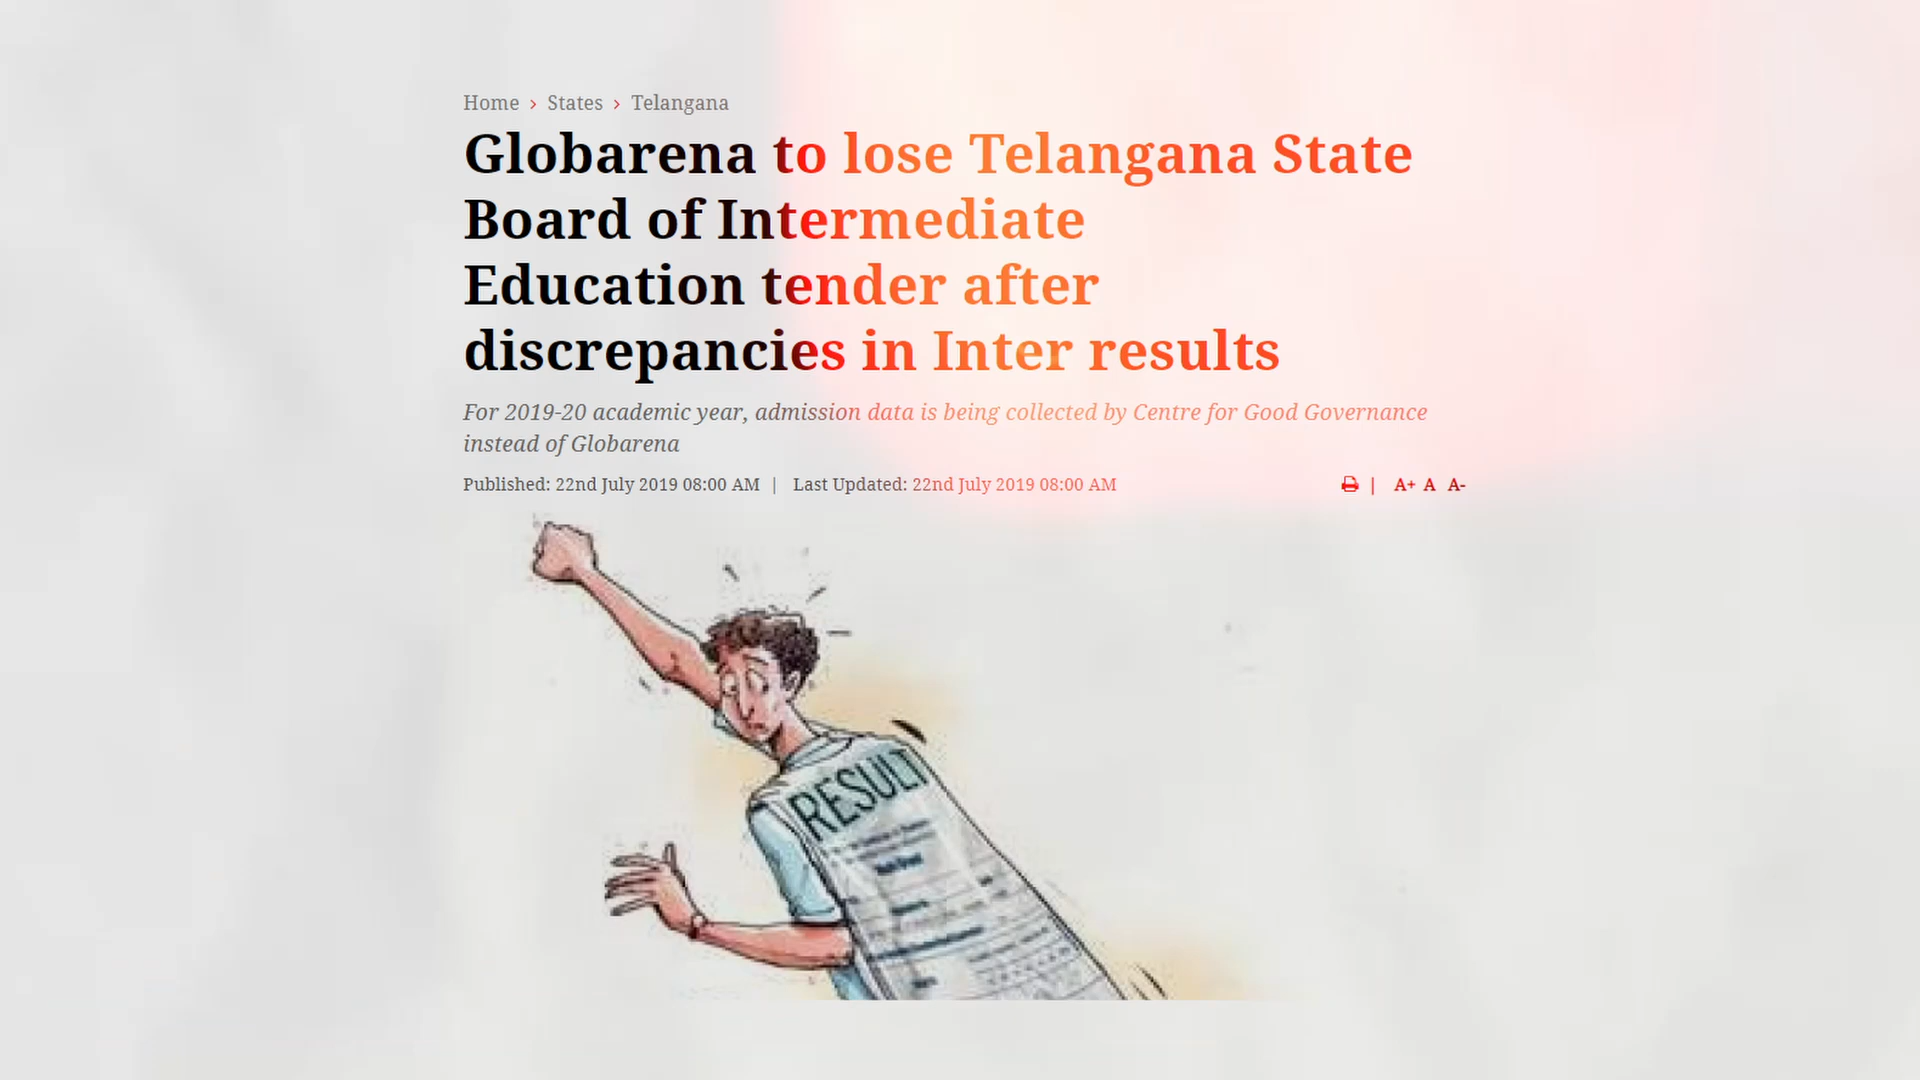 Home › States › Telangana
Globarena to lose Telangana State
Board of Intermediate
Education tender after
discrepancies in Inter results
For 2019-20 academic year, admission data is being collected by Centre for Good Governance
instead of Globarena
Published: 22nd July 2019 08:00 AM | Last Updated: 22nd July 2019 08:00 AM | A+ A A-
RESULT